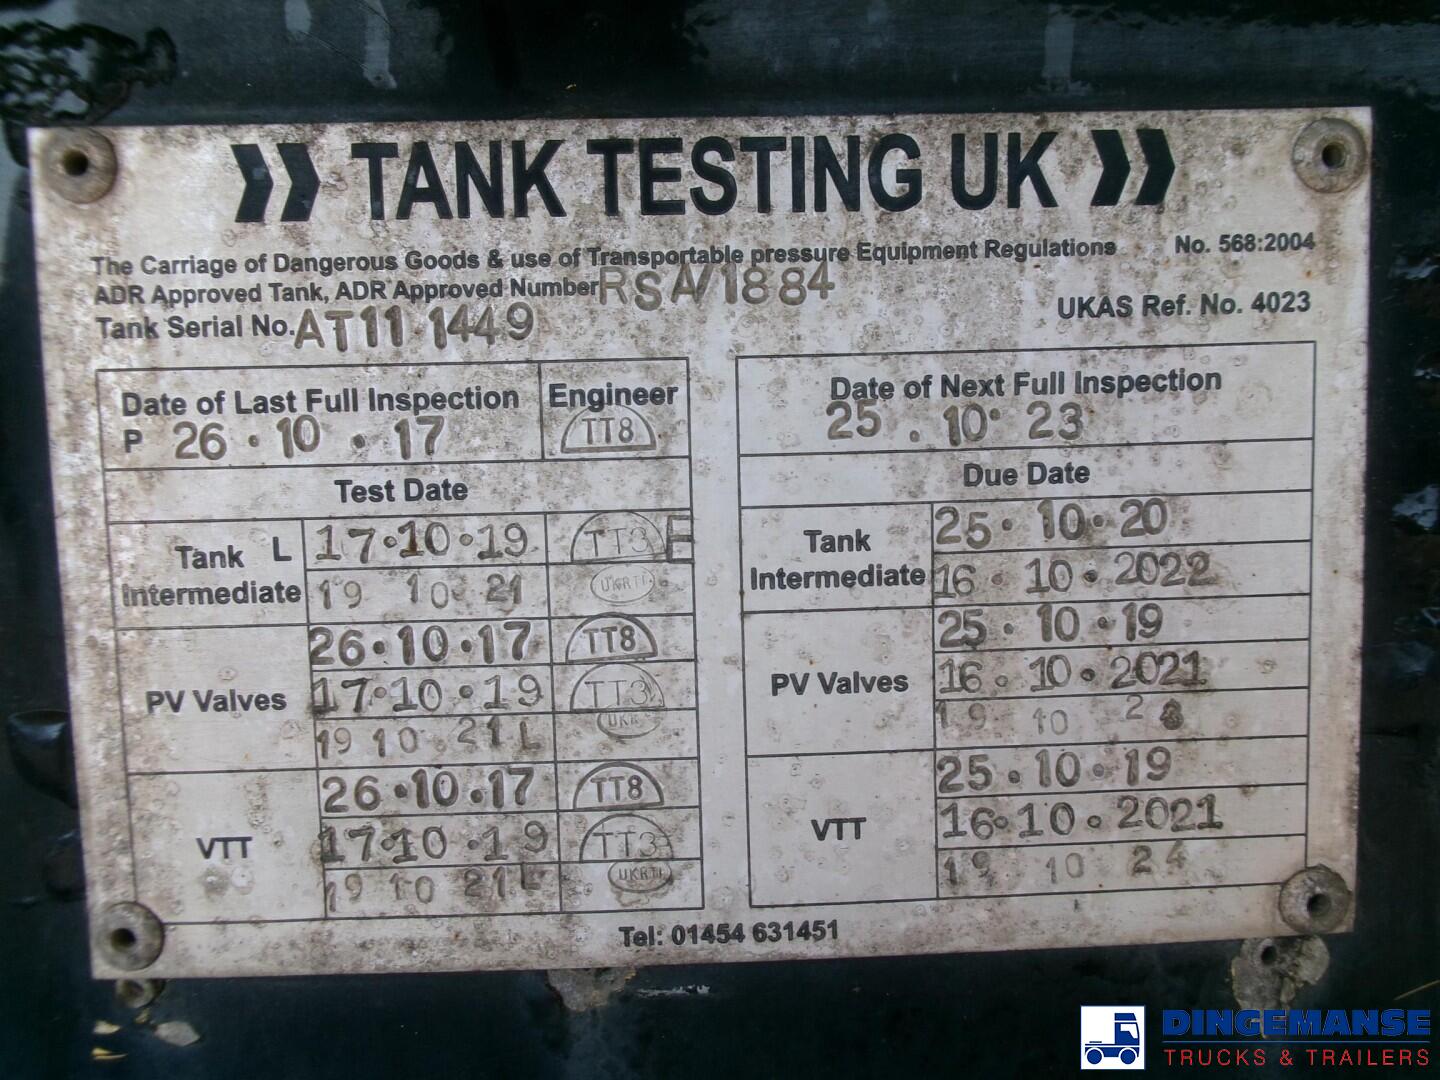 TANK TESTING UK
The Carriage of Dangerous Goods & use of Transportable pressure Equipment Regulations No. 568:2004
ADR Approved Tank, ADR Approved Number RSA/1884
UKAS Ref. No. 4023
Tank Serial No. AT11 1449
Date of Last Full Inspection Engineer
P 26 . 10 . 17 TT8
Date of Next Full Inspection
25 . 10 . 23
Test Date
Due Date
Tank L Intermediate
17.10.19 TT3 E
19 10 21 UKRTF
Tank Intermediate
25.10.20
16.10.2022
PV Valves
26.10.17 TT8
17.10.19 TT3
19 10 21 L UKR
PV Valves
25.10.19
16.10.2021
19 10 2
VTT
26.10.17 TT8
17.10.19 TT3
19 10 21 L
VTT
25.10.19
16.10.2021
19 10 24
Tel: 01454 631451
DINGEMANSE
TRUCKS & TRAILERS